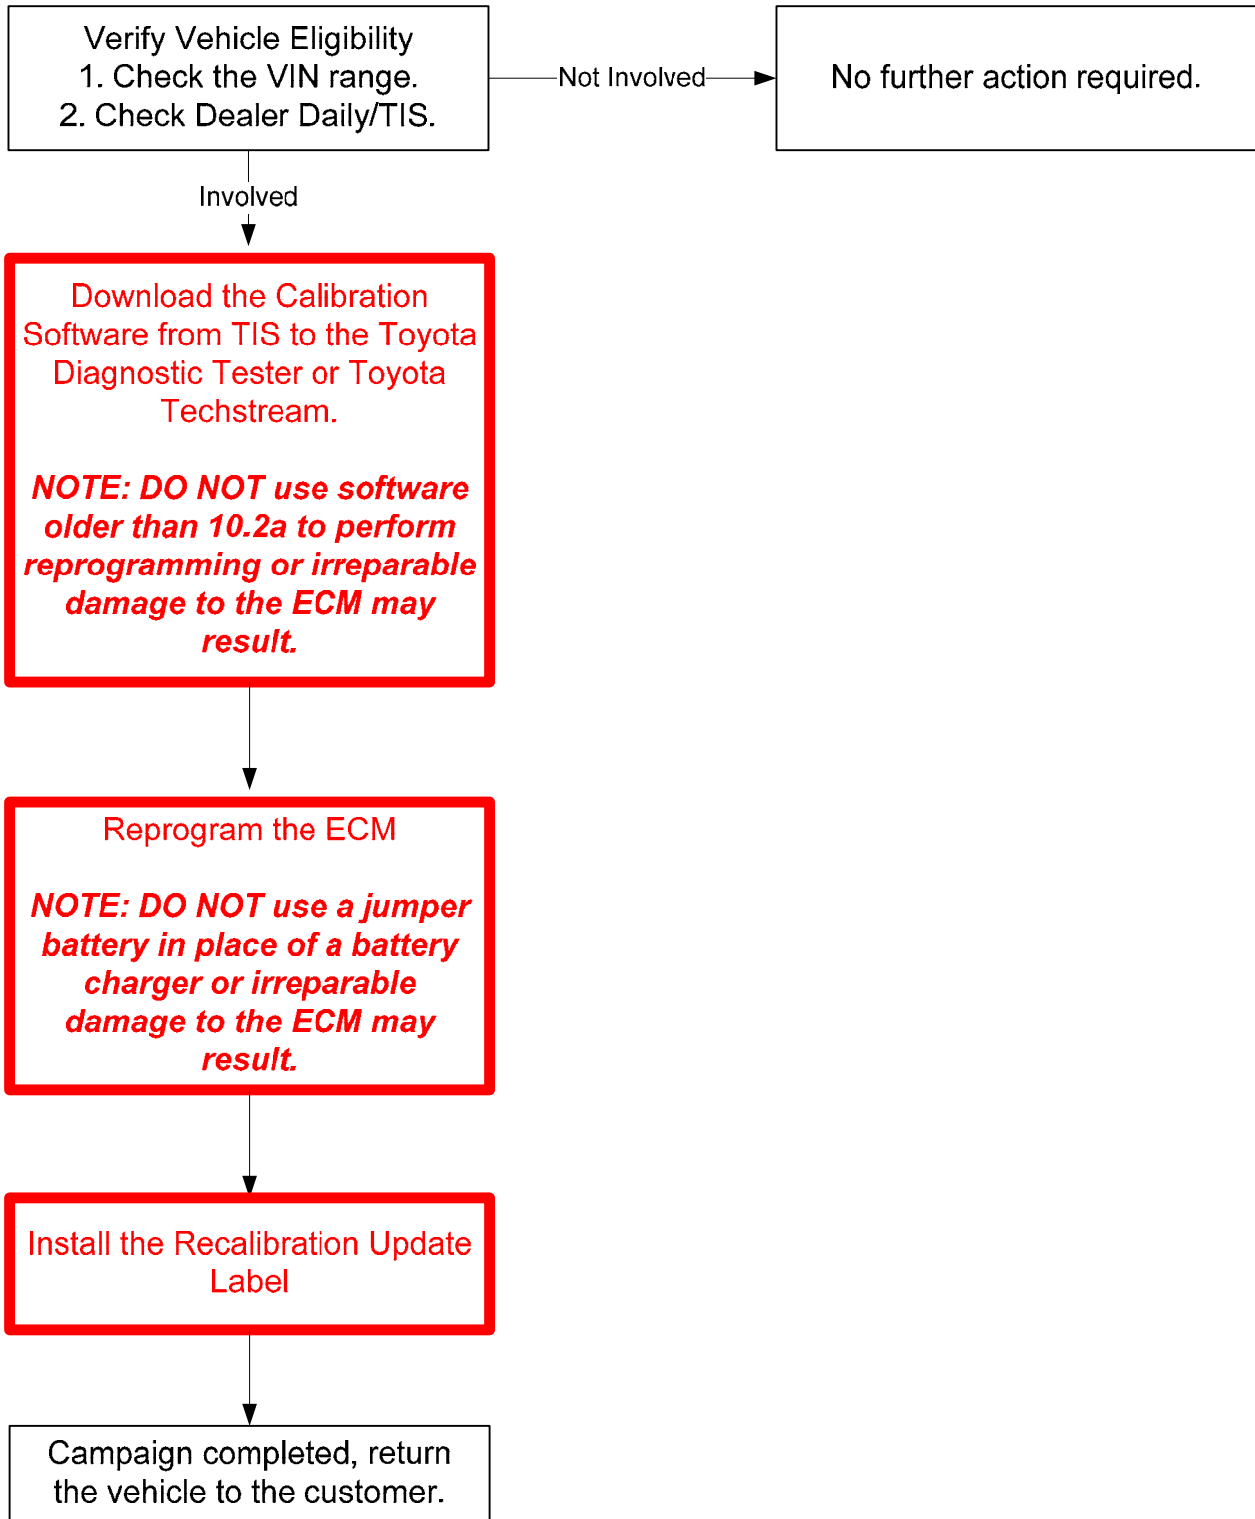 Verify Vehicle Eligibility
1. Check the VIN range.
2. Check Dealer Daily/TIS.
Not Involved
No further action required.
Involved
Download the Calibration
Software from TIS to the Toyota
Diagnostic Tester or Toyota
Techstream.
NOTE: DO NOT use software
older than 10.2a to perform
reprogramming or irreparable
damage to the ECM may
result.
Reprogram the ECM
NOTE: DO NOT use a jumper
battery in place of a battery
charger or irreparable
damage to the ECM may
result.
Install the Recalibration Update
Label
Campaign completed, return
the vehicle to the customer.